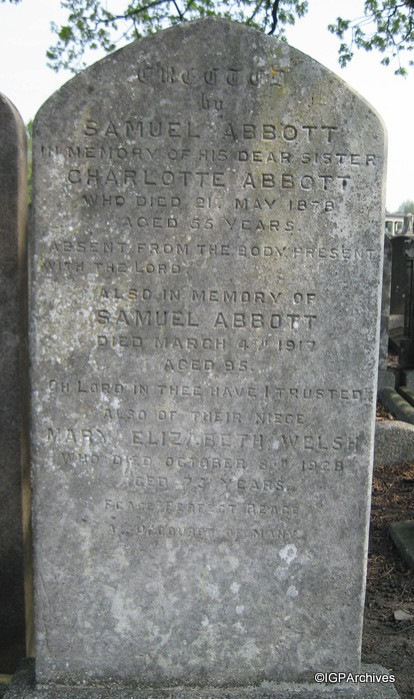 ERECTED
by
SAMUEL ABBOTT
IN MEMORY OF HIS DEAR SISTER
CHARLOTTE ABBOTT
WHO DIED 21ST MAY 1878
AGED 55 YEARS.
ABSENT FROM THE BODY, PRESENT
WITH THE LORD
ALSO IN MEMORY OF
SAMUEL ABBOTT
DIED MARCH 4TH 1917
AGED 95.
OH LORD IN THEE HAVE I TRUSTED
ALSO OF THEIR NIECE
MARY ELIZABETH WELSH
WHO DIED OCTOBER 8TH 1928
AGED 73 YEARS.
PEACE PERFECT PEACE
OF MANY
©IGPArchives